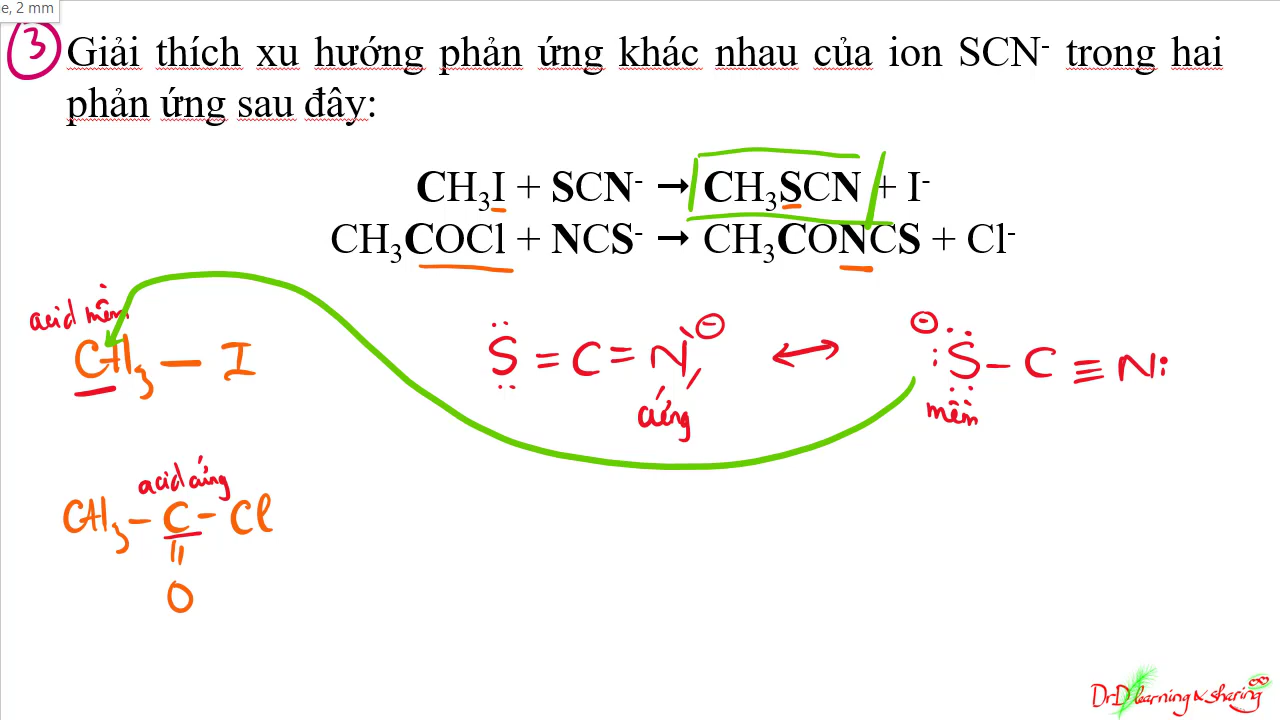 e, 2 mm
3 Giải thích xu hướng phản ứng khác nhau của ion SCN⁻ trong hai
phản ứng sau đây:
CH₃I + SCN⁻ → CH₃SCN + I⁻
CH₃COCl + NCS⁻ → CH₃CONCS + Cl⁻
acid mềm
CH₃ – I
S = C = N ⊖ ↔ ⊖ S – C ≡ N
cứng
mềm
acid cứng
CH₃ – C – Cl
||
O
DrD learning & sharing